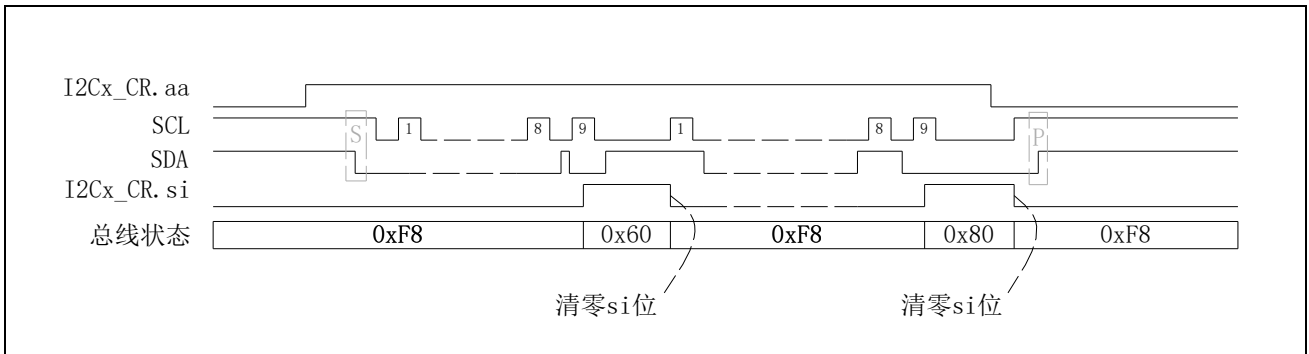 I2Cx_CR.aa
SCL S 1 8 9 1 8 9 P
SDA
I2Cx_CR.si
总线状态 0xF8 0x60 0xF8 0x80 0xF8
清零si位 清零si位